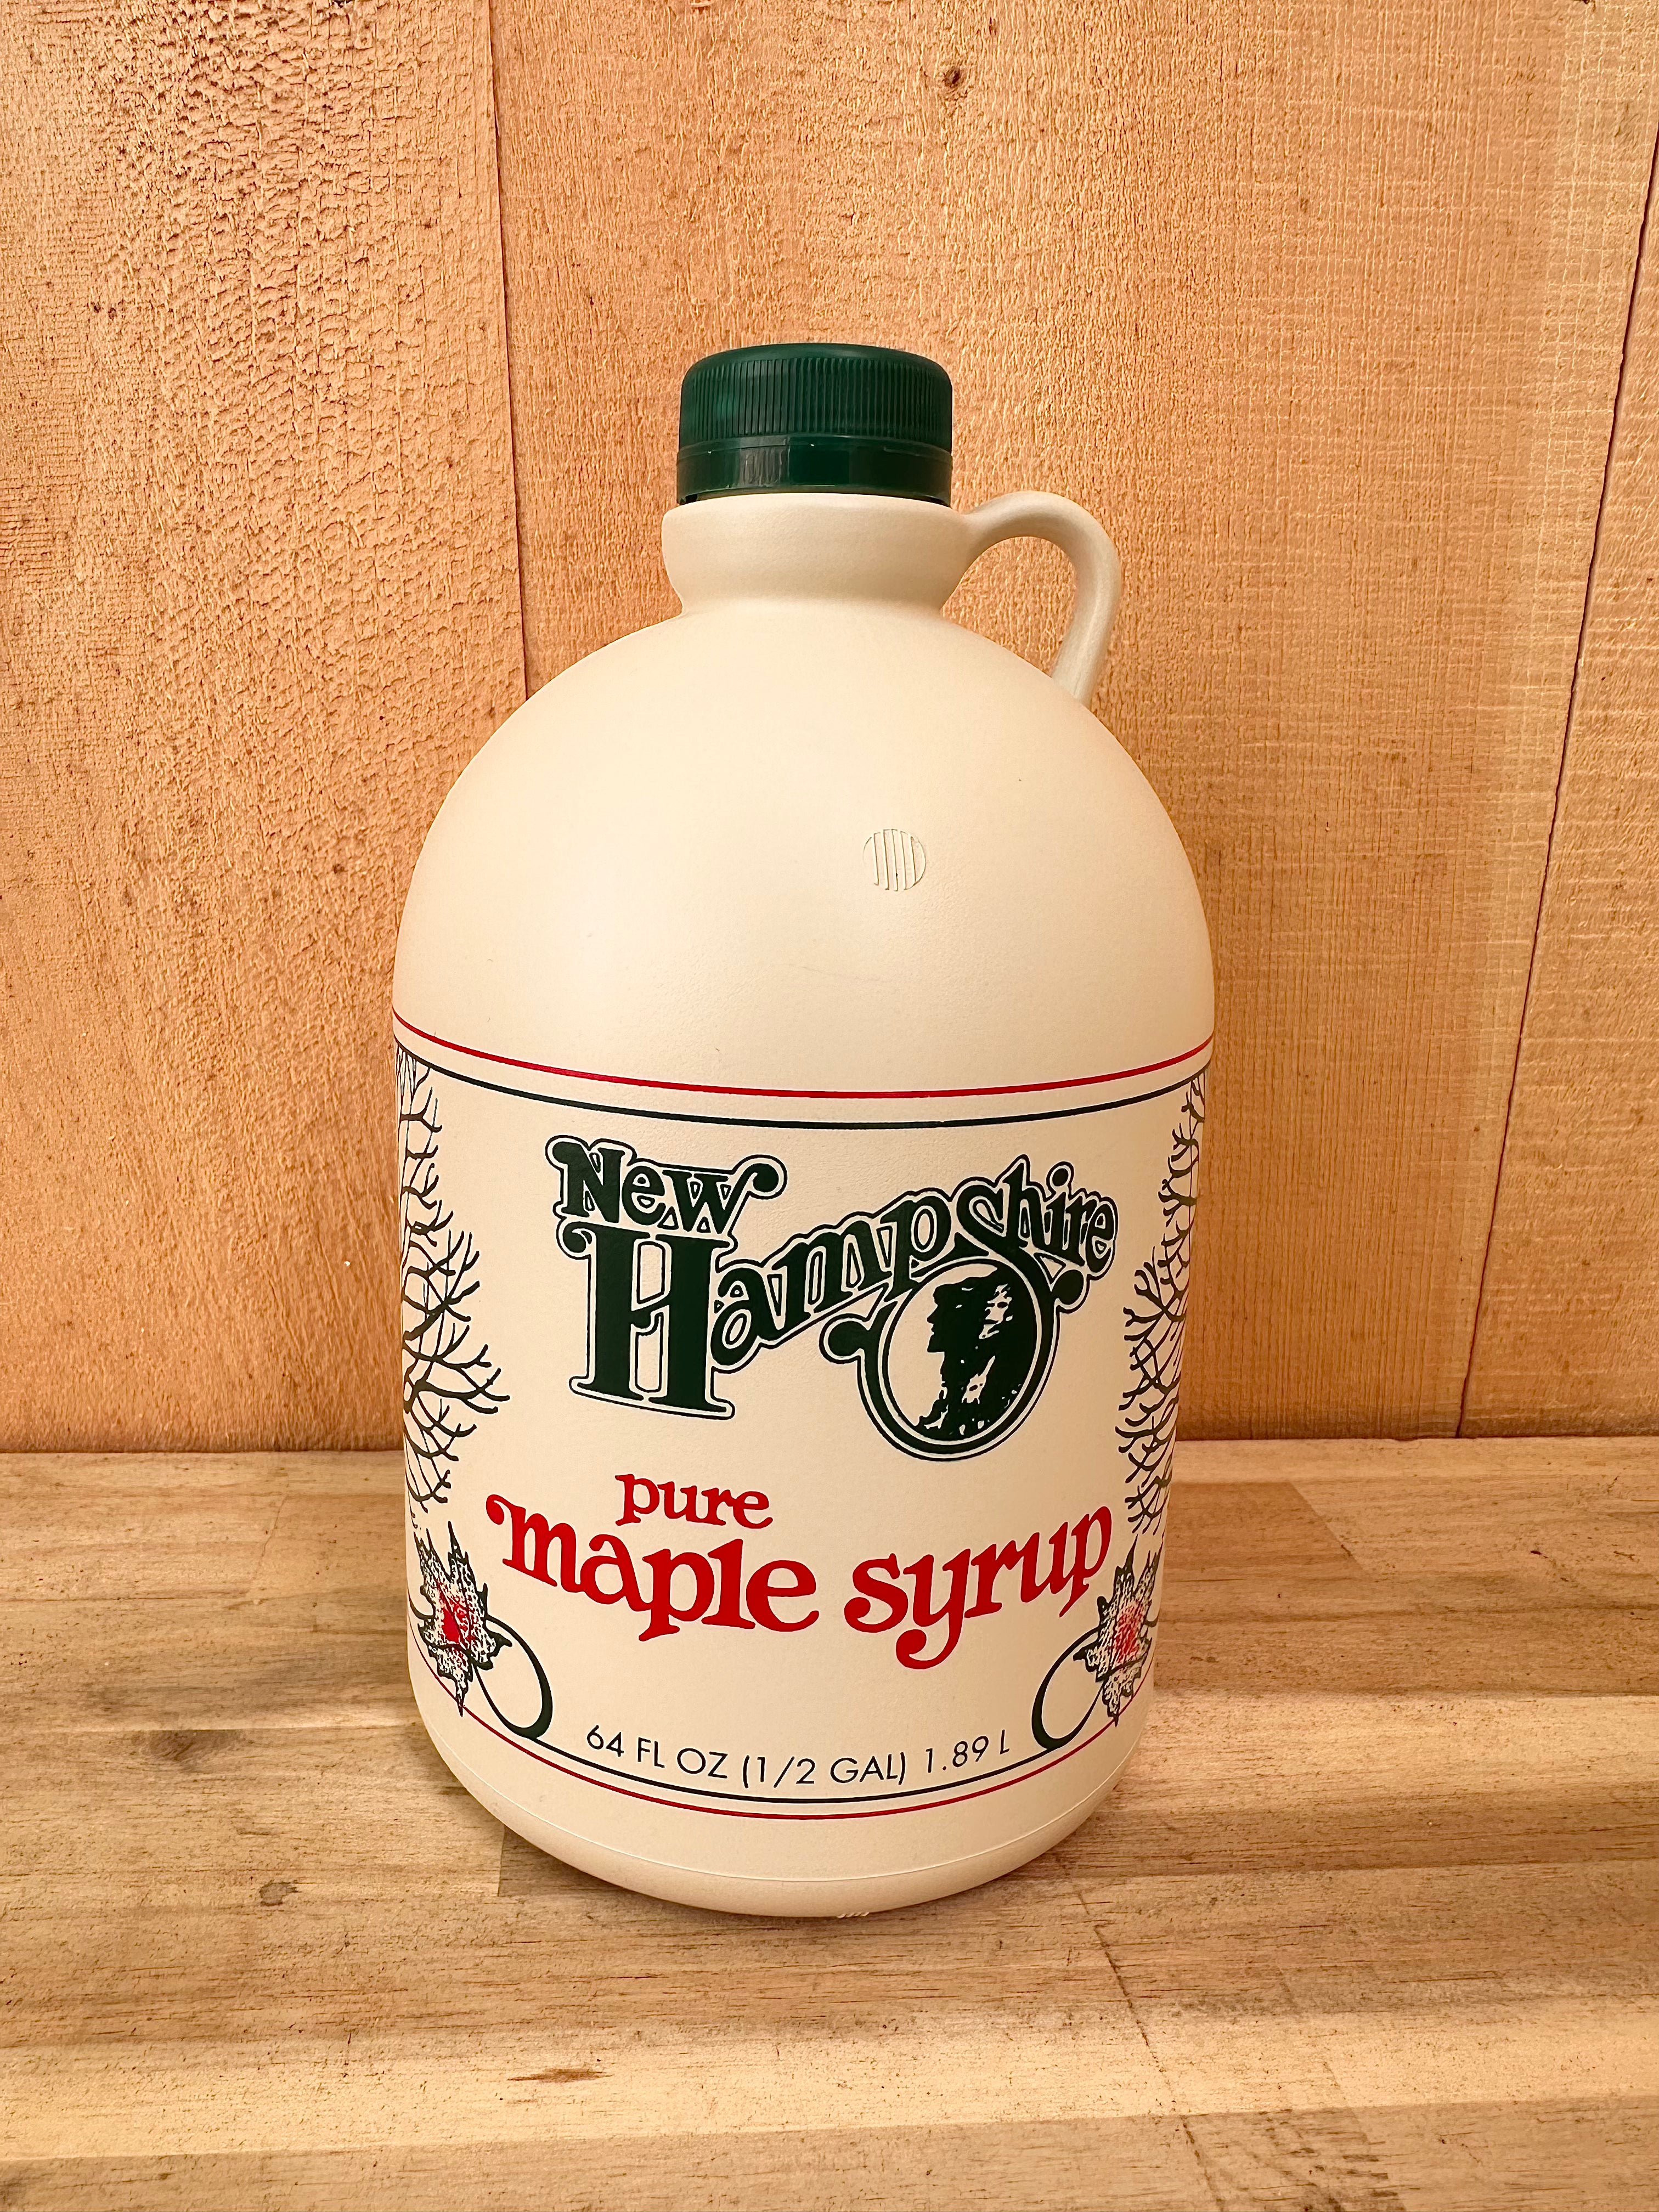 New
Hampshire
pure
maple syrup
64 FL OZ (1/2 GAL) 1.89 L